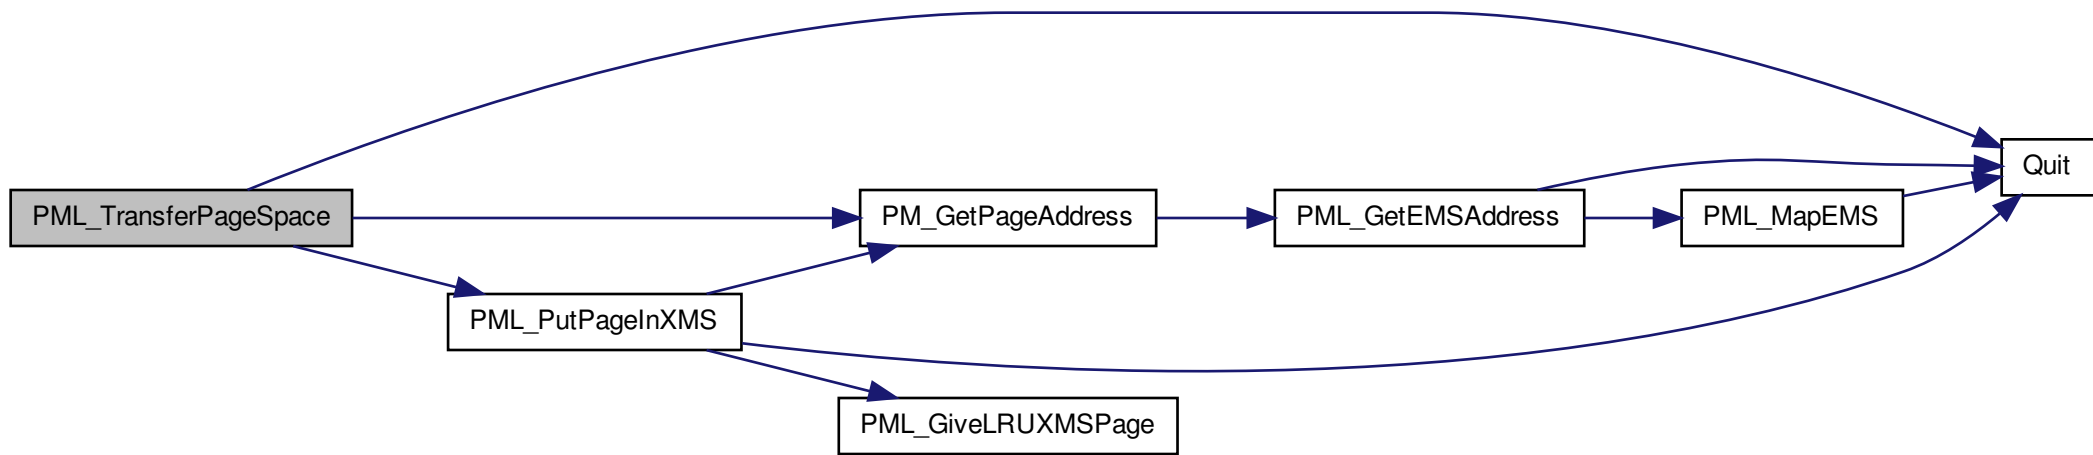 Quit
PML_TransferPageSpace
PM_GetPageAddress
PML_GetEMSAddress
PML_MapEMS
PML_PutPageInXMS
PML_GiveLRUXMSPage